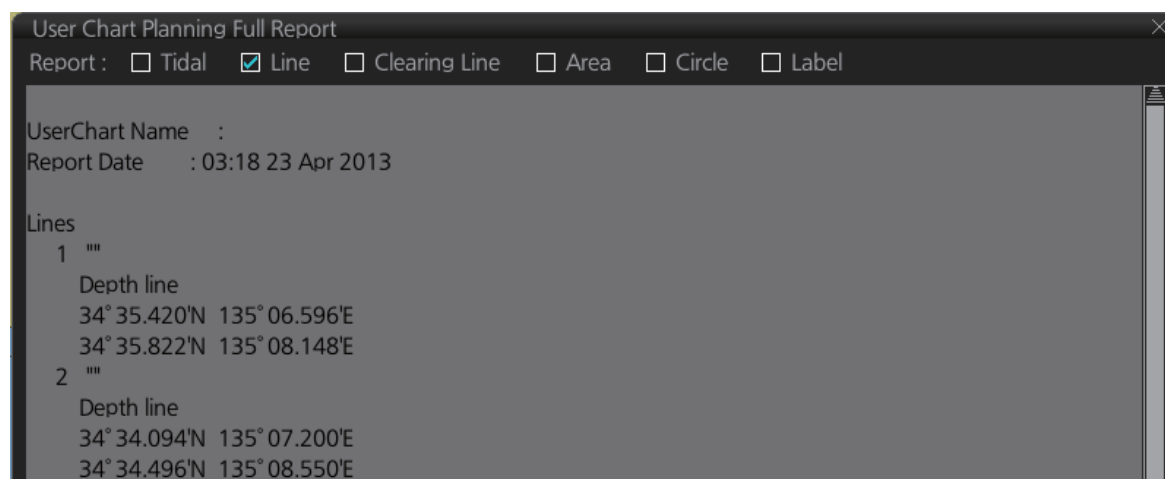 User Chart Planning Full Report
Report : Tidal Line Clearing Line Area Circle Label
UserChart Name :
Report Date : 03:18 23 Apr 2013
Lines
1 ""
Depth line
34°35.420'N 135°06.596'E
34°35.822'N 135°08.148'E
2 ""
Depth line
34°34.094'N 135°07.200'E
34°34.496'N 135°08.550'E